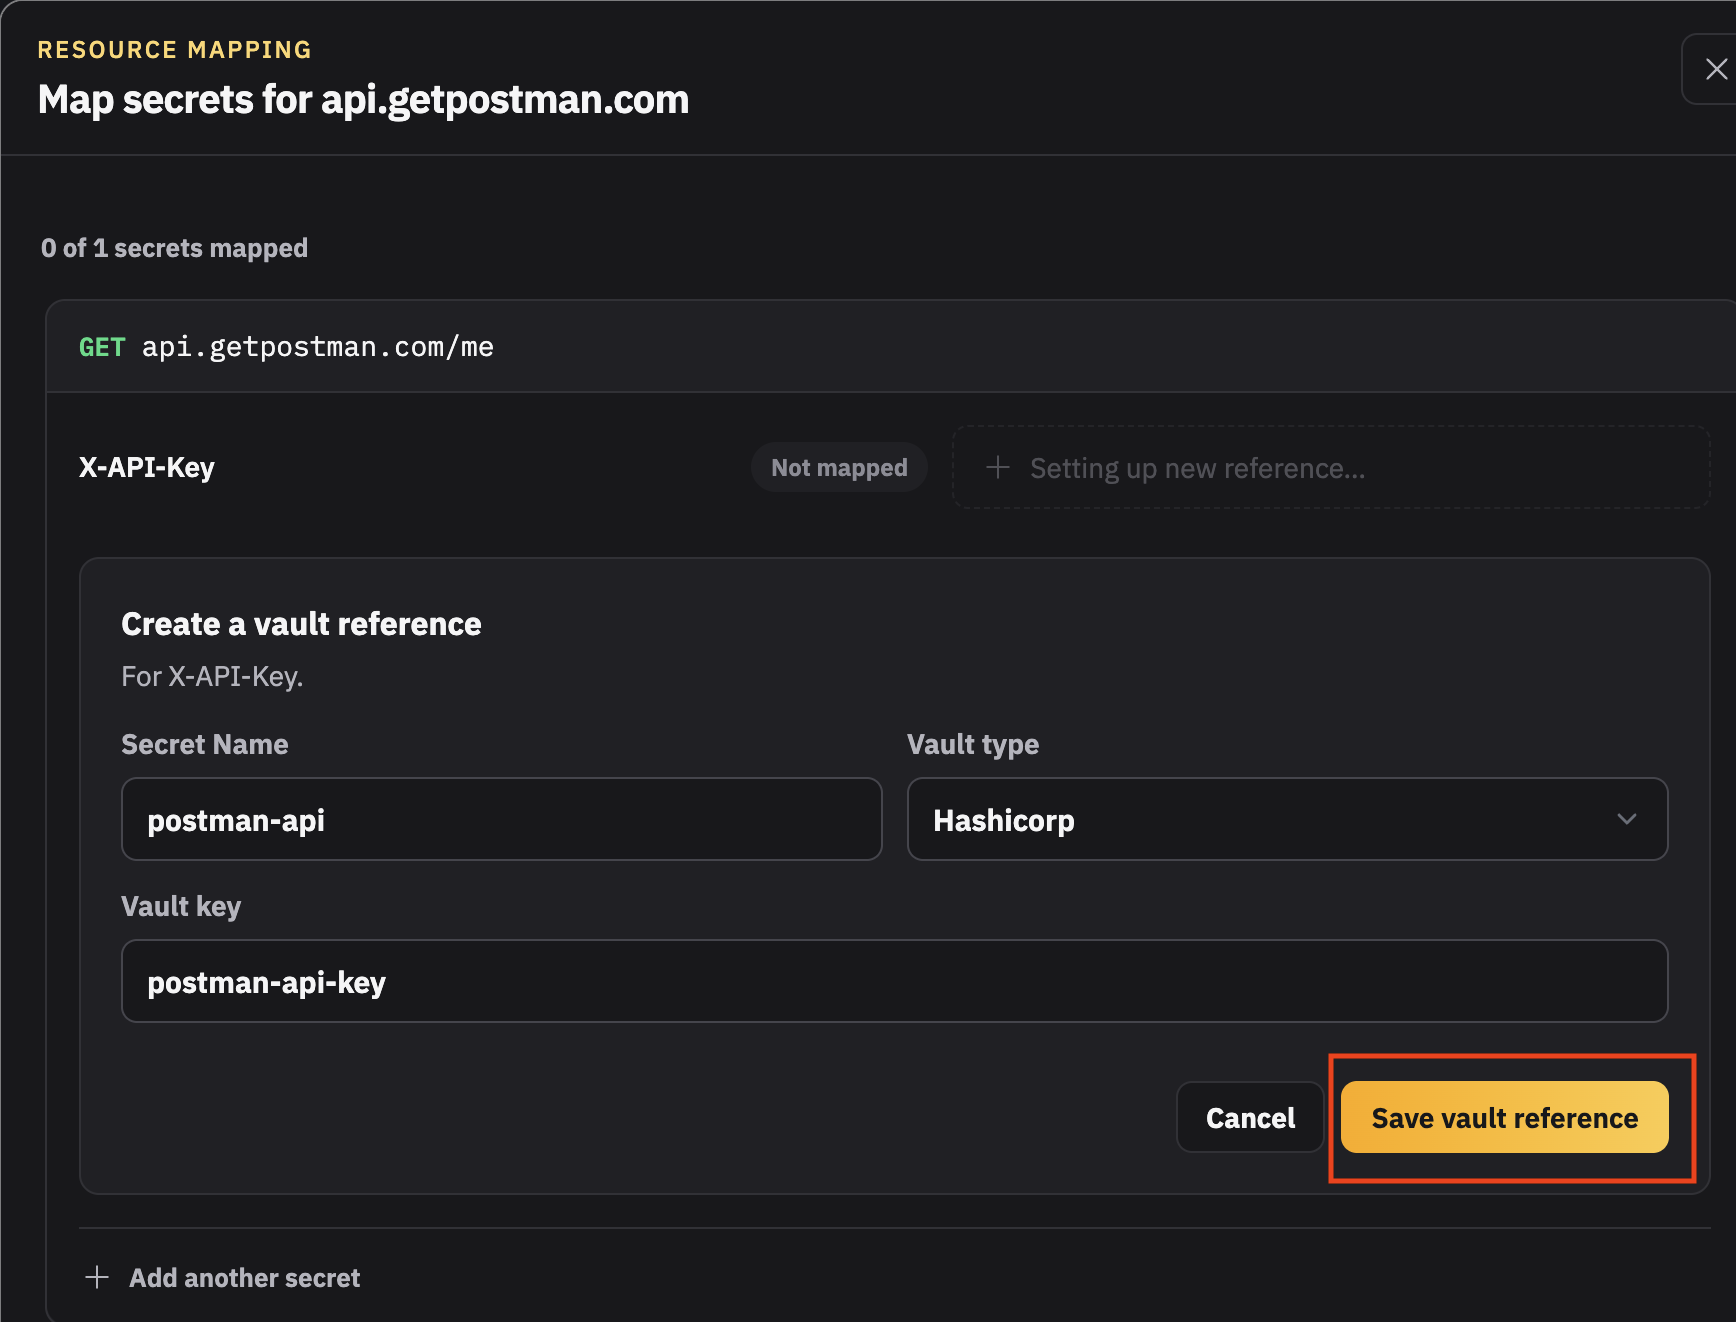 RESOURCE MAPPING
Map secrets for api.getpostman.com
0 of 1 secrets mapped
GET api.getpostman.com/me
X-API-Key
Not mapped
Setting up new reference...
Create a vault reference
For X-API-Key.
Secret Name
Vault type
postman-api
Hashicorp
Vault key
postman-api-key
Cancel
Save vault reference
Add another secret